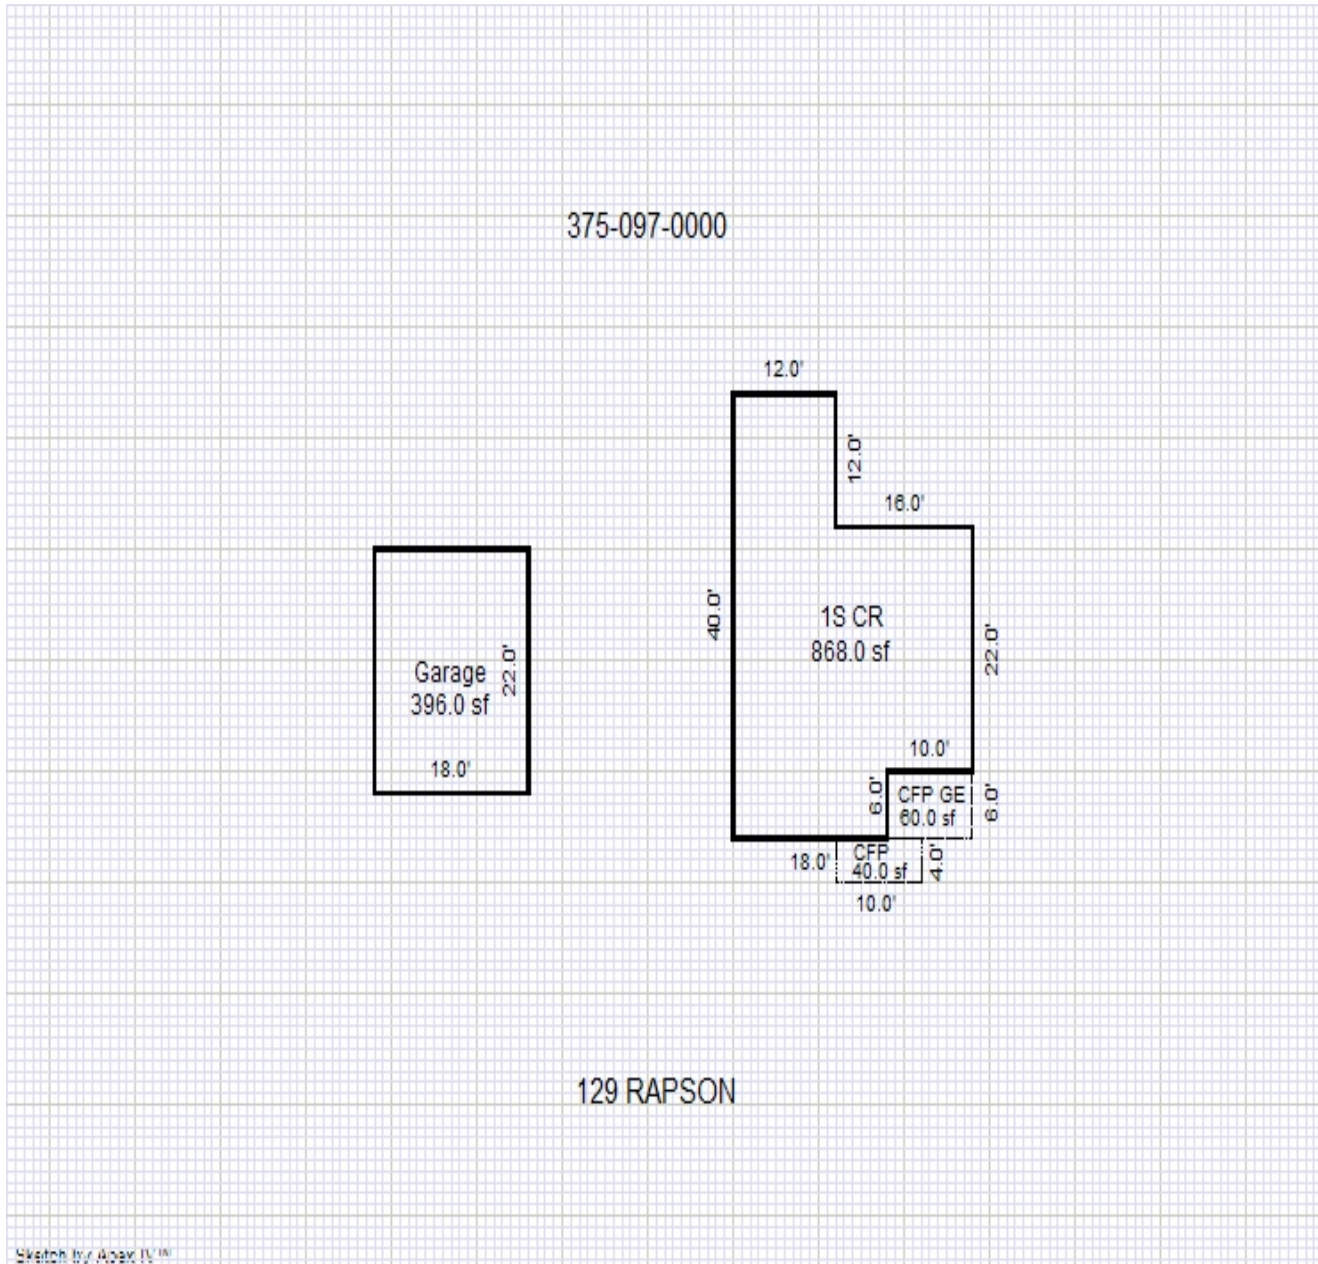 375-097-0000
12.0'
12.0'
16.0'
40.0'
1S CR
868.0 sf
22.0'
Garage
396.0 sf
22.0'
18.0'
10.0'
6.0'
CFP GE
60.0 sf
6.0'
18.0'
CFP
40.0 sf
4.0'
10.0'
129 RAPSON
Sketch by Apex IV™